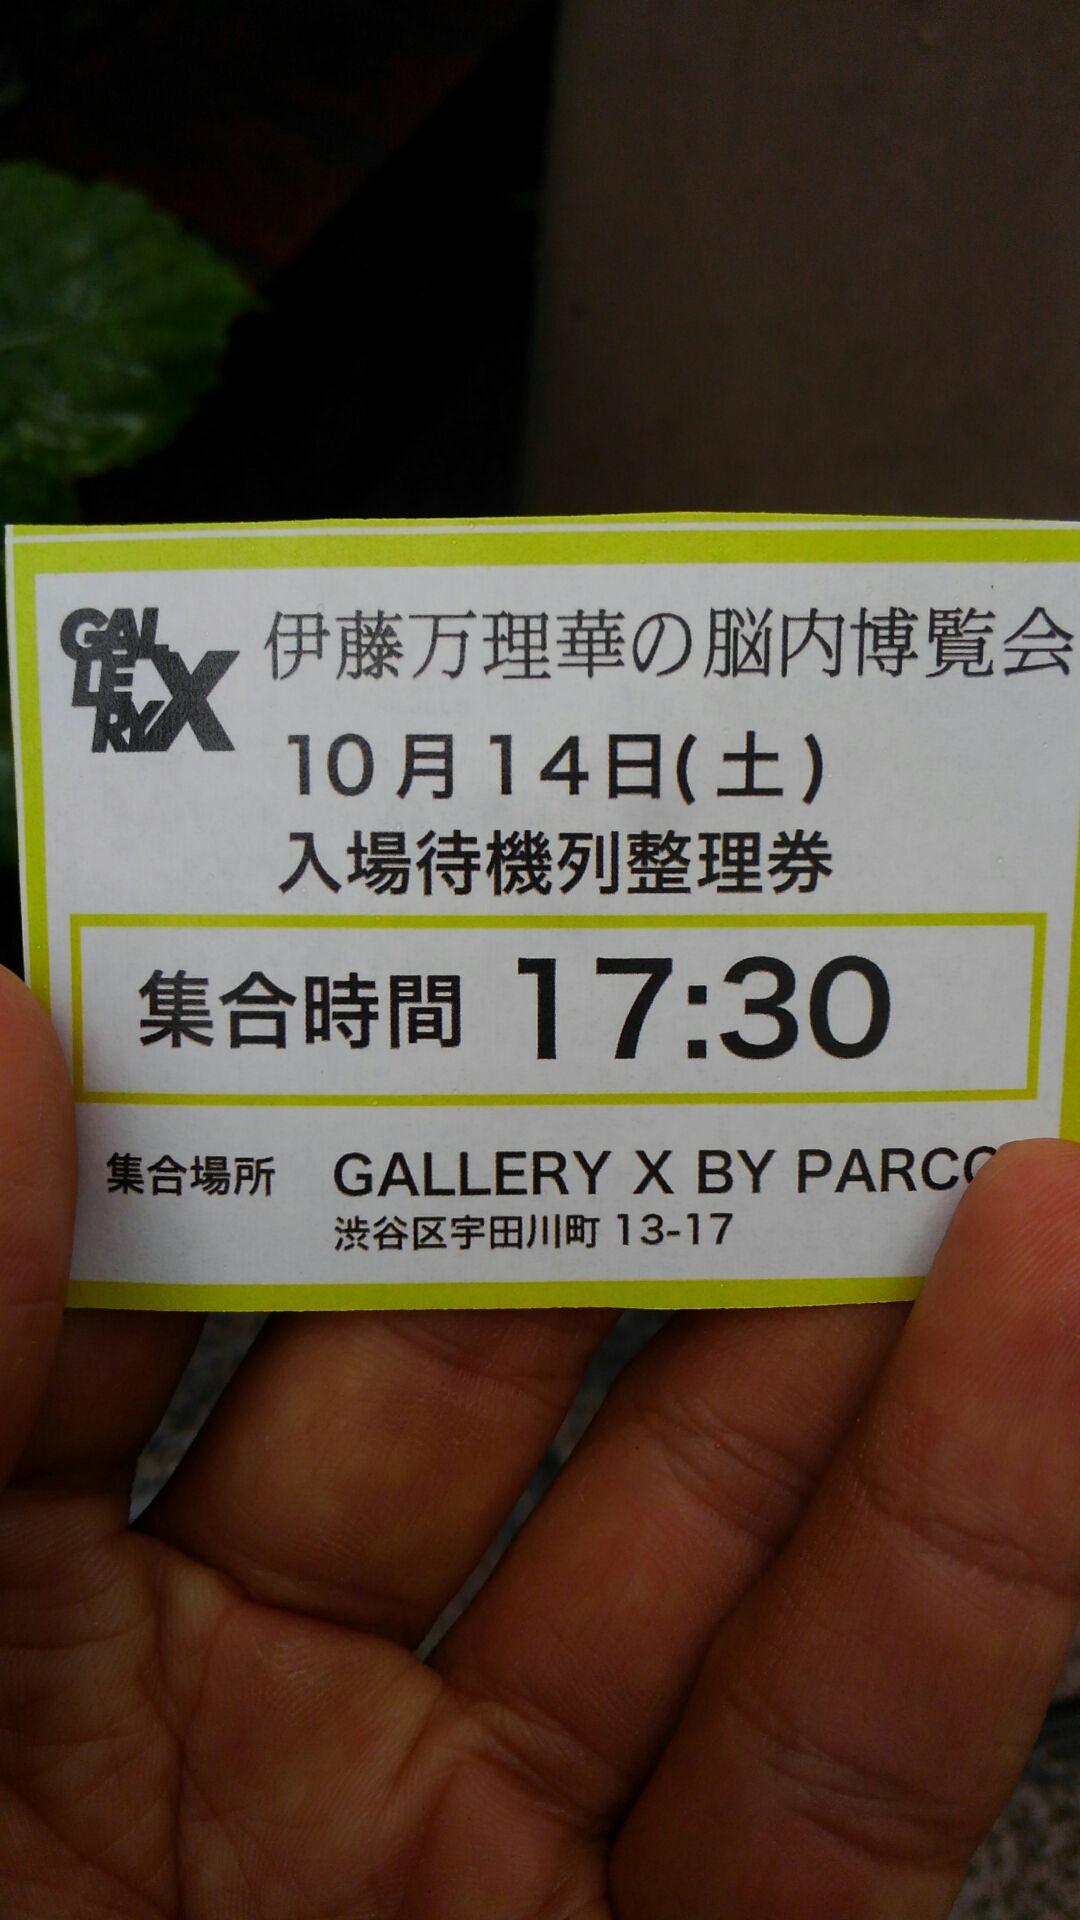 GALLERY X
伊藤万理華の脳内博覧会
10月14日(土)
入場待機列整理券
集合時間 17:30
集合場所 GALLERY X BY PARCO
渋谷区宇田川町 13-17